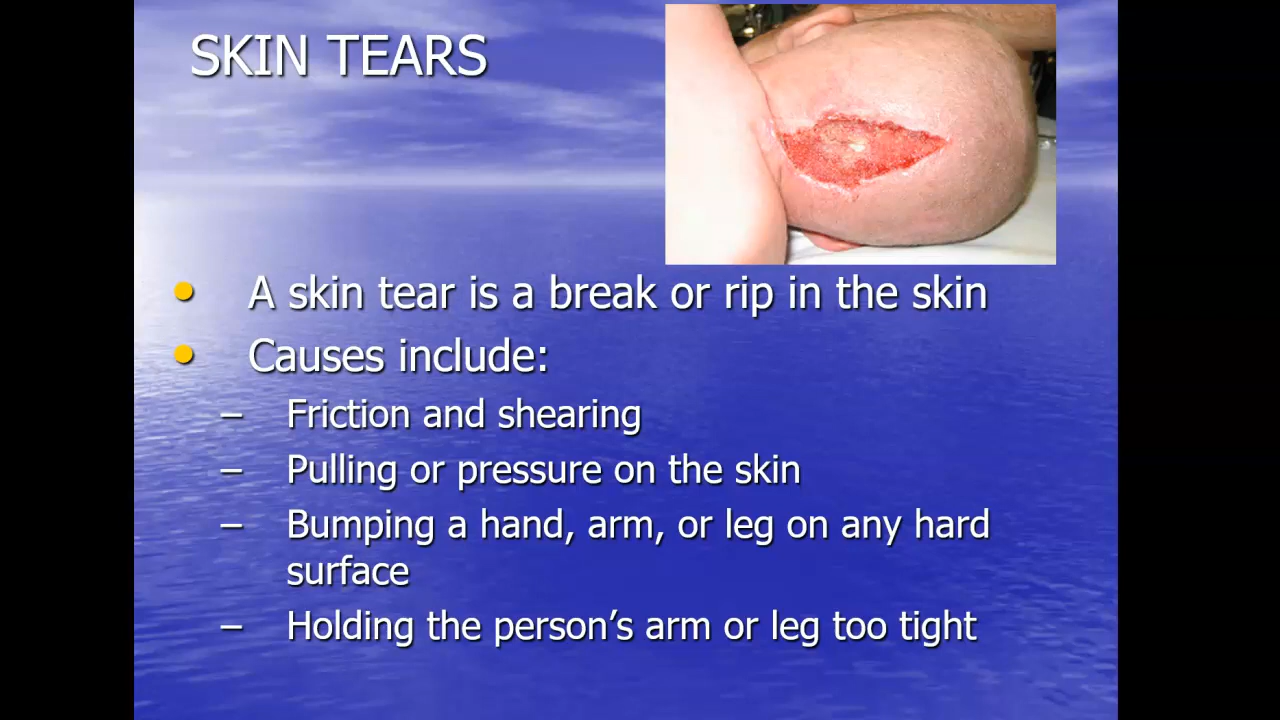 SKIN TEARS
• A skin tear is a break or rip in the skin
• Causes include:
– Friction and shearing
– Pulling or pressure on the skin
– Bumping a hand, arm, or leg on any hard
surface
– Holding the person’s arm or leg too tight